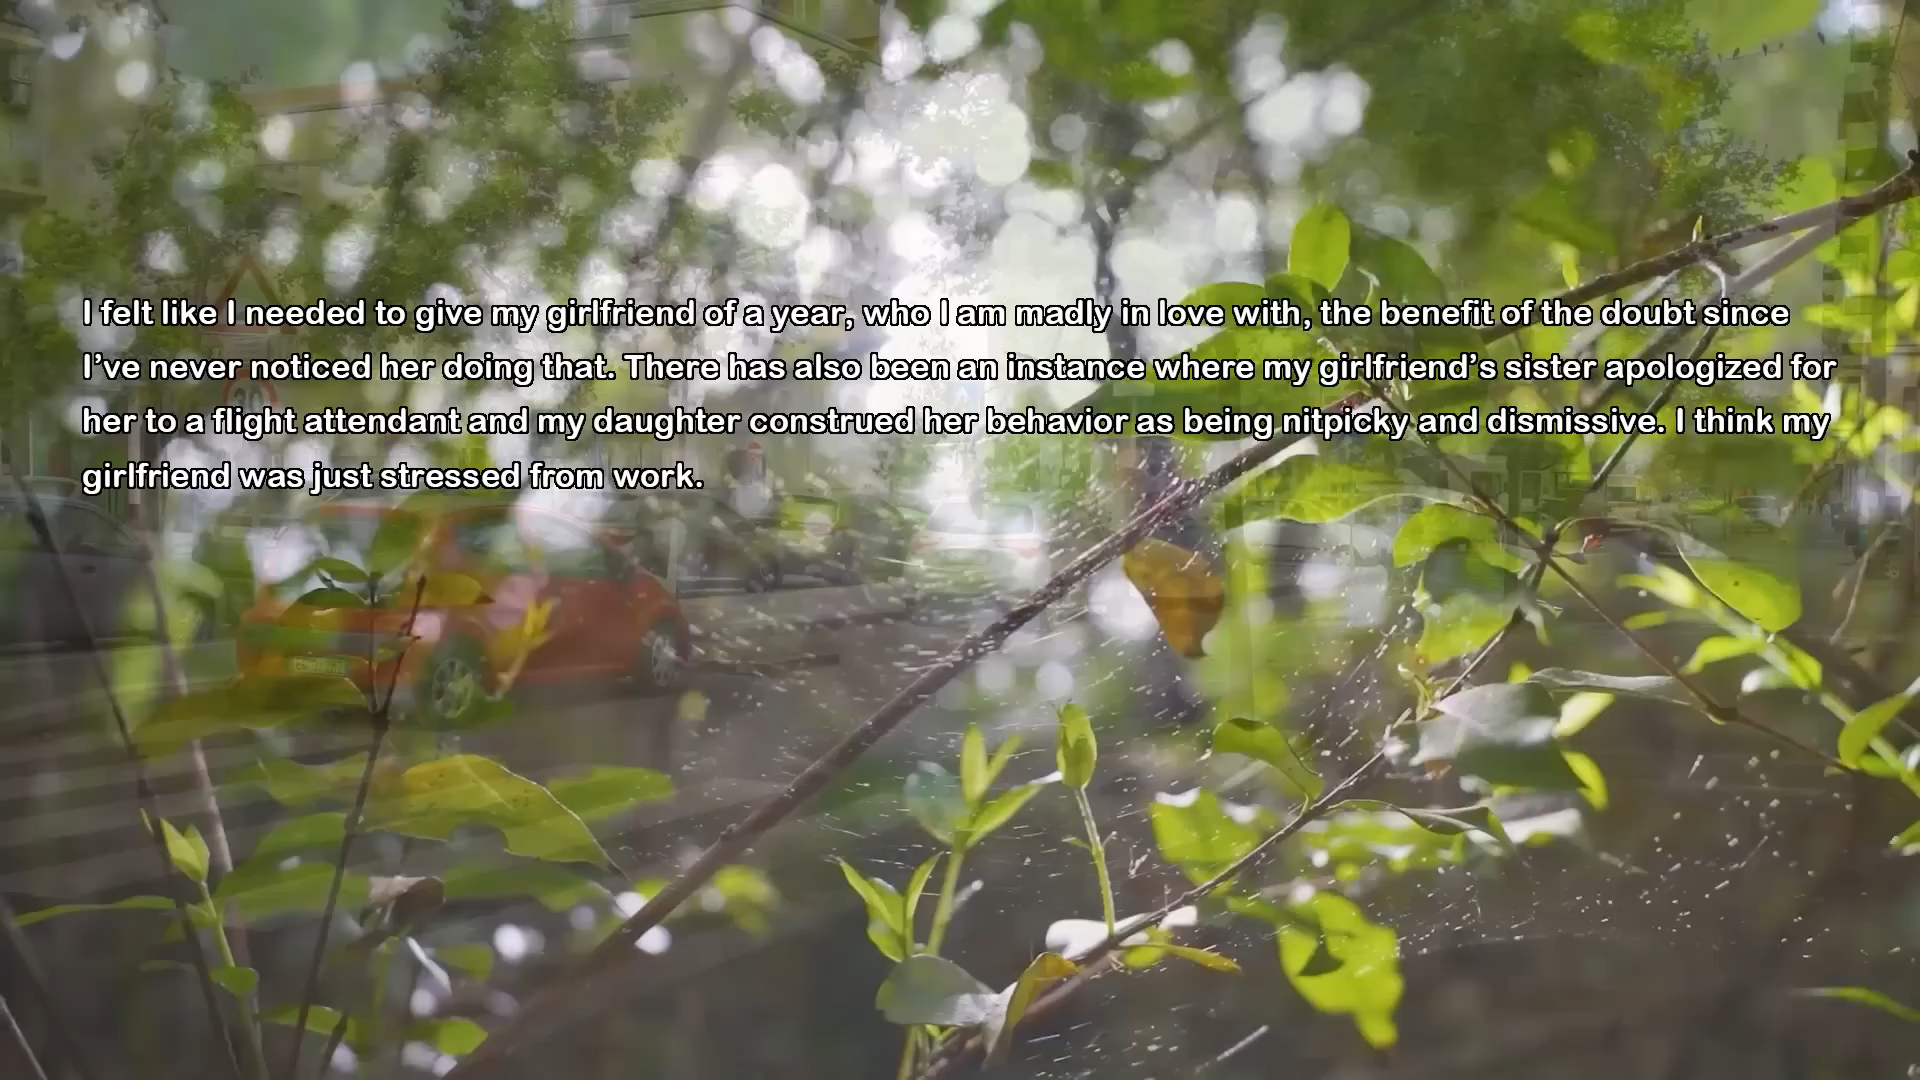 I felt like I needed to give my girlfriend of a year, who I am madly in love with, the benefit of the doubt since
I’ve never noticed her doing that. There has also been an instance where my girlfriend’s sister apologized for
her to a flight attendant and my daughter construed her behavior as being nitpicky and dismissive. I think my
girlfriend was just stressed from work.